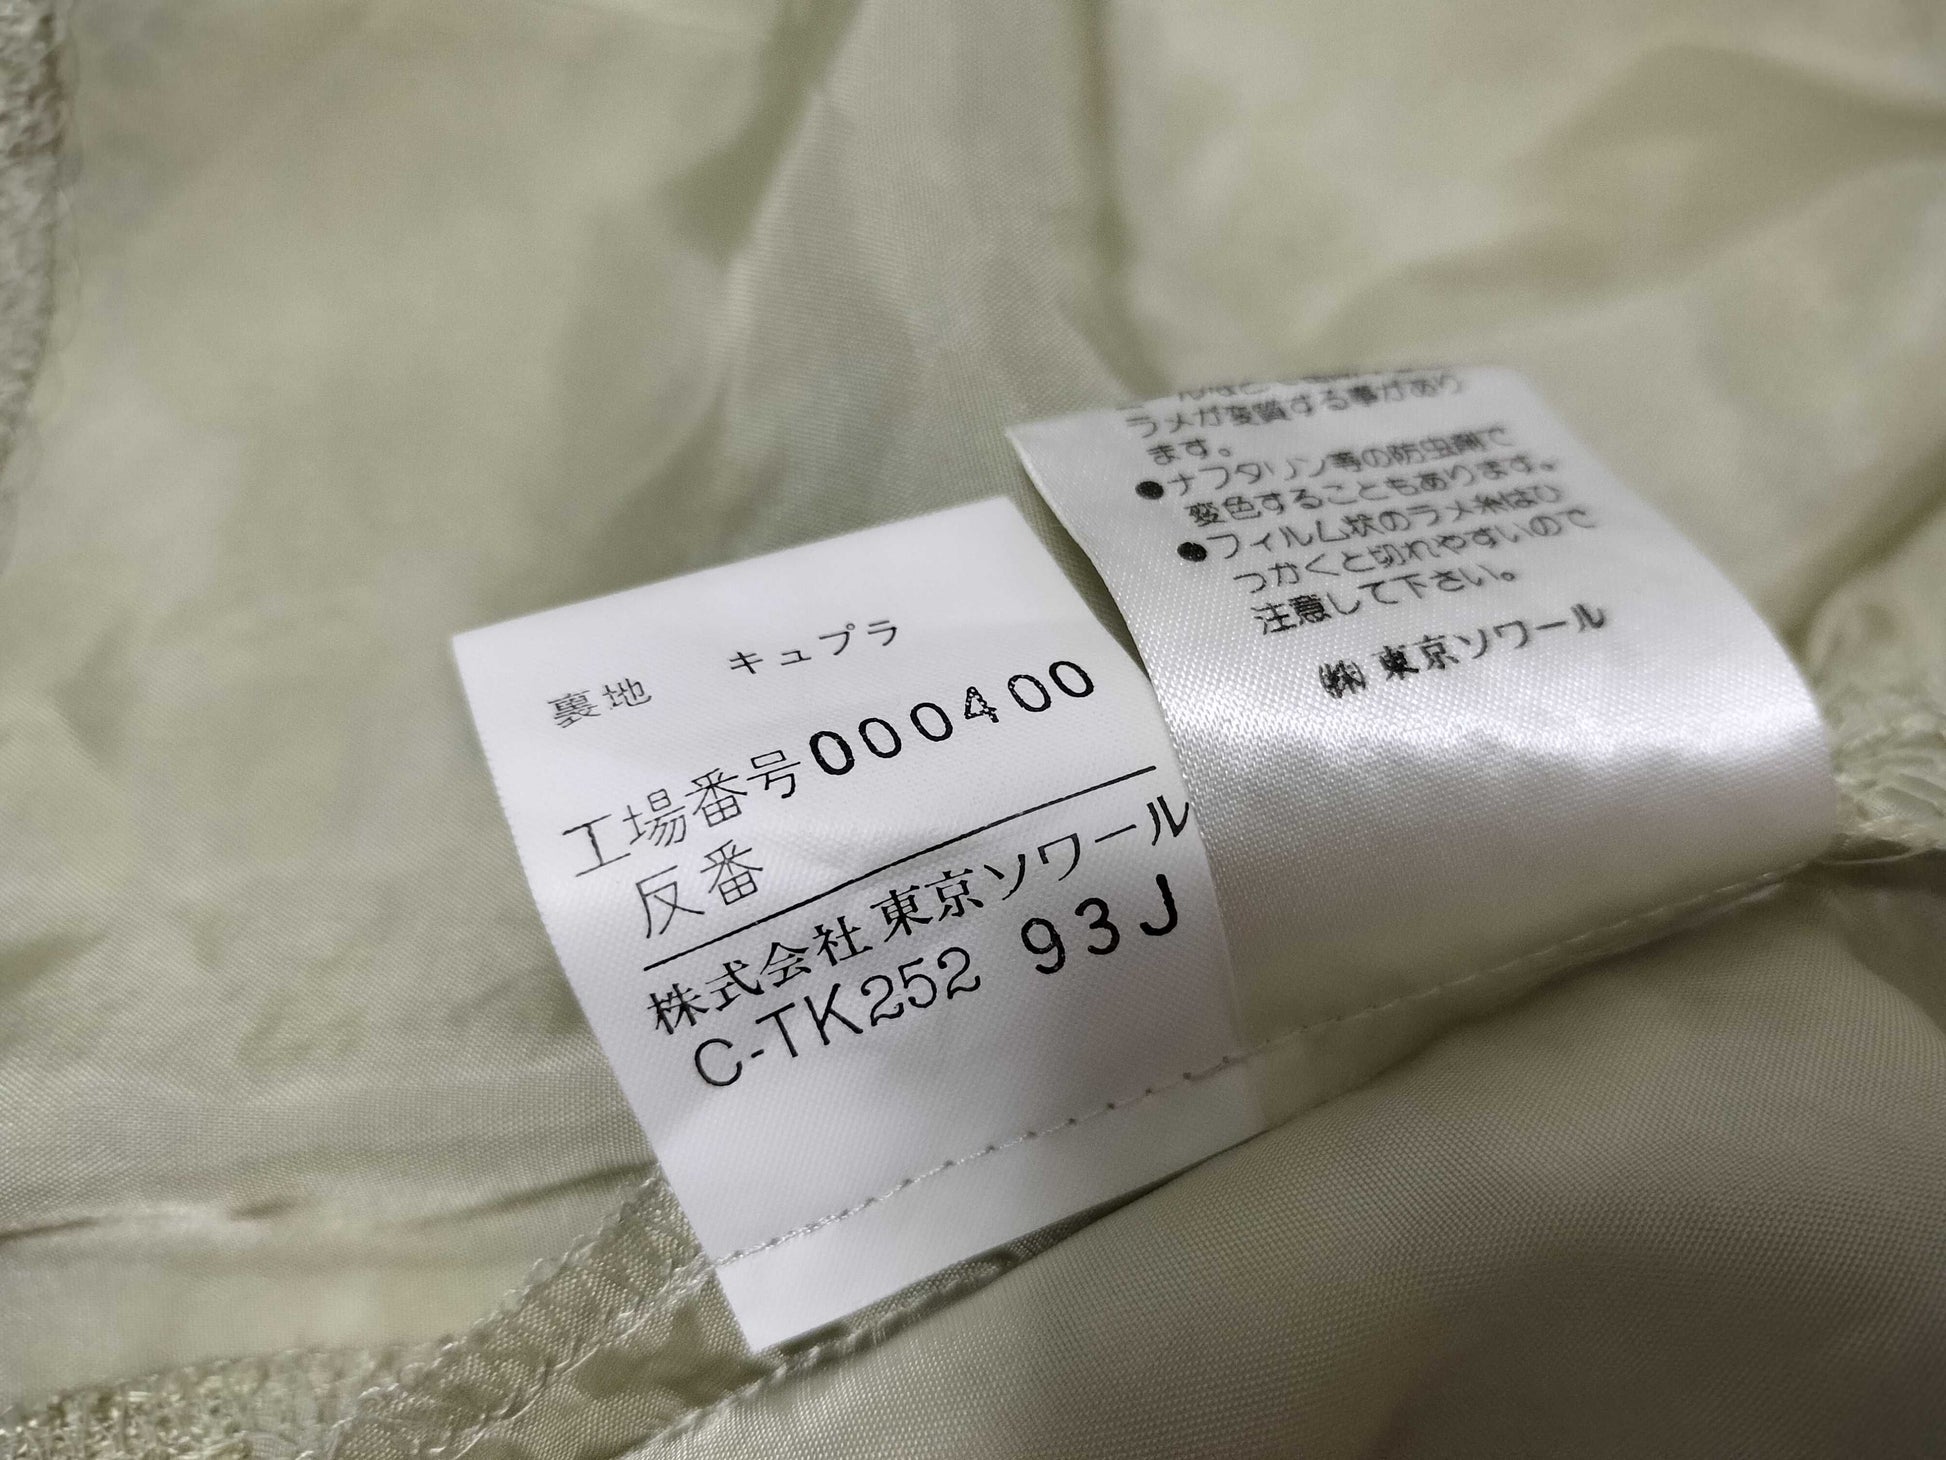 裏地 キュプラ
工場番号000400
反番
株式会社 東京ソワール
C-TK252 93J
ラメが変質する事があり
ます。
●ナフタリン等の防虫剤で
変色することもあります。
●フィルム状のラメ糸はひ
っかくと切れやすいので
注意して下さい。
㈱ 東京ソワール